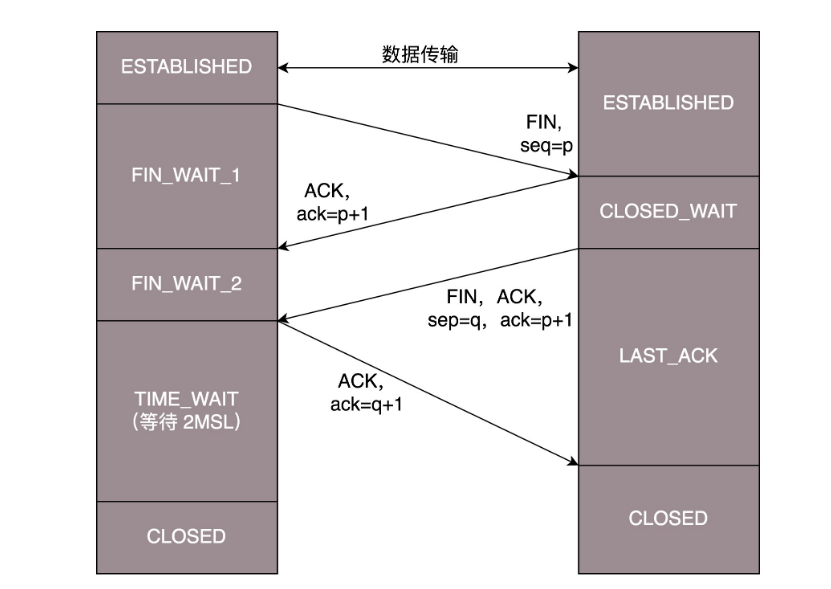 数据传输
ESTABLISHED
ESTABLISHED
FIN,
seq=p
FIN_WAIT_1
ACK,
ack=p+1
CLOSED_WAIT
FIN_WAIT_2
FIN, ACK,
sep=q, ack=p+1
LAST_ACK
ACK,
ack=q+1
TIME_WAIT
(等待 2MSL)
CLOSED
CLOSED